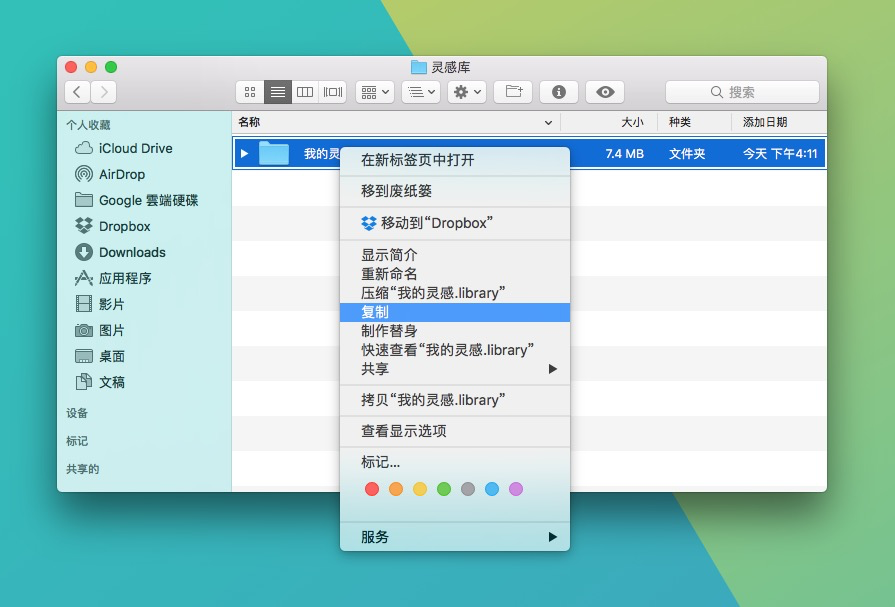 灵感库
搜索
个人收藏
iCloud Drive
AirDrop
Google 雲端硬碟
Dropbox
Downloads
应用程序
影片
图片
桌面
文稿
设备
标记
共享的
名称 大小 种类 添加日期
我的灵 7.4 MB 文件夹 今天 下午4:11
在新标签页中打开
移到废纸篓
移动到“Dropbox”
显示简介
重新命名
压缩“我的灵感.library”
复制
制作替身
快速查看“我的灵感.library”
共享
拷贝“我的灵感.library”
查看显示选项
标记...
服务